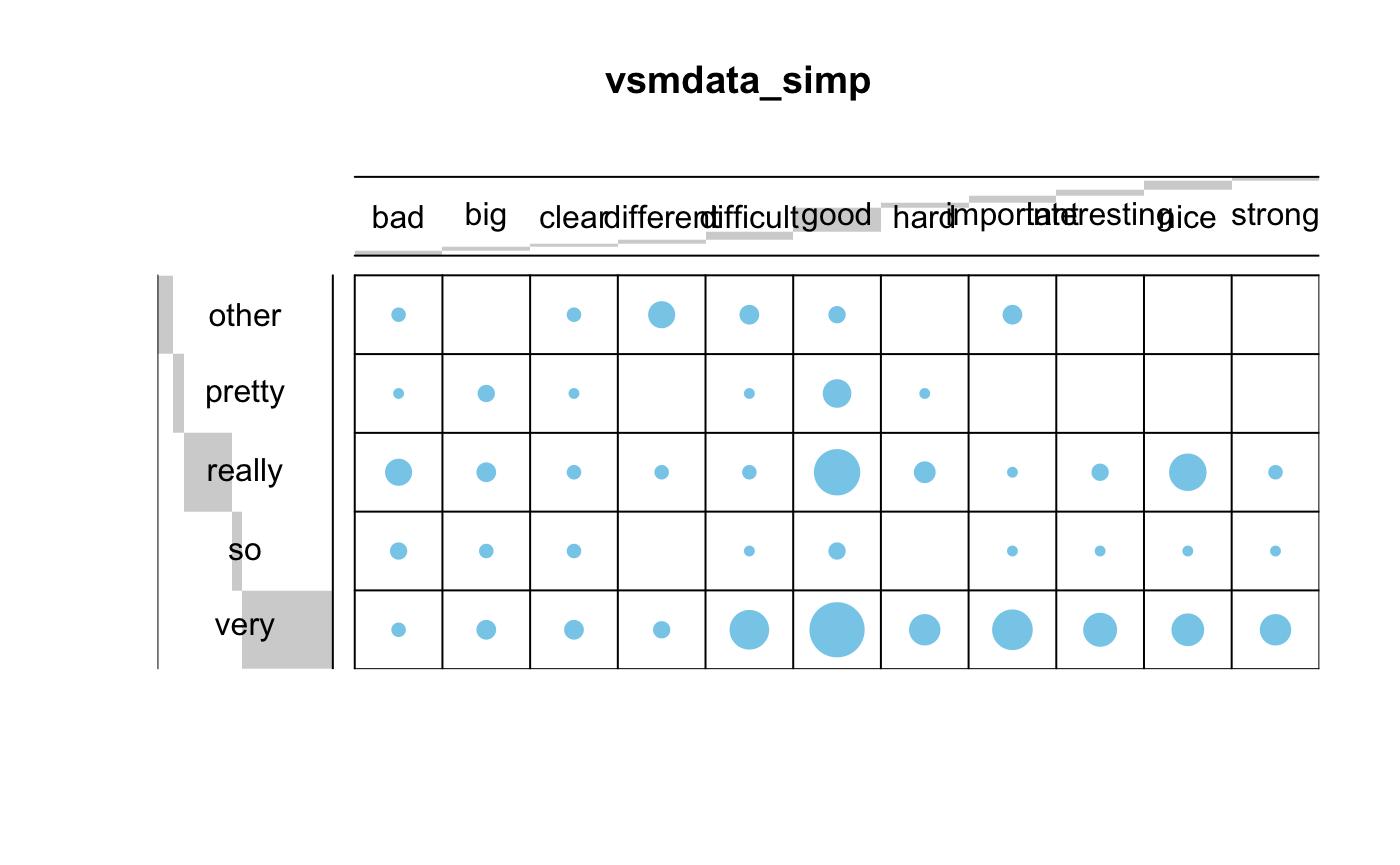 vsmdata_simp
bad big clear different difficult good hard important interesting nice strong
other
pretty
really
so
very